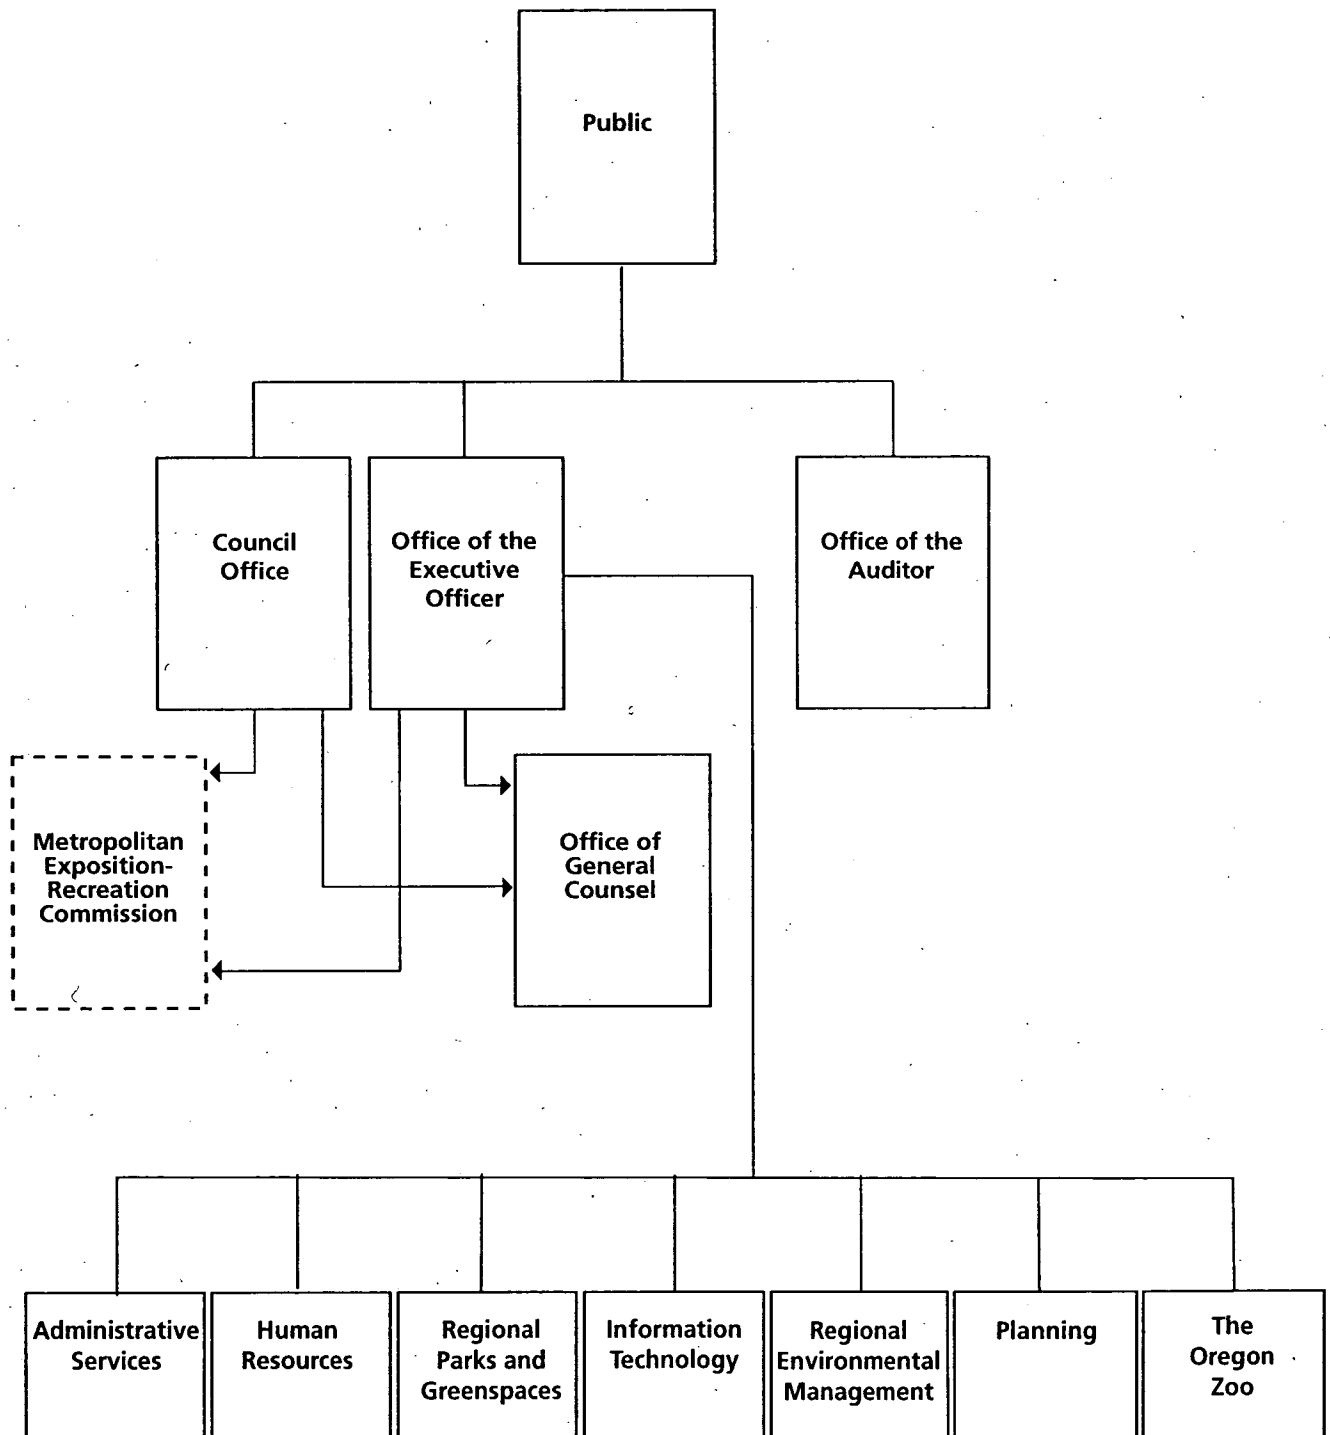 Public
Council
Office
Office of the
Executive
Officer
Office of the
Auditor
Metropolitan
Exposition-
Recreation
Commission
Office of
General
Counsel
Administrative
Services
Human
Resources
Regional
Parks and
Greenspaces
Information
Technology
Regional
Environmental
Management
Planning
The
Oregon
Zoo